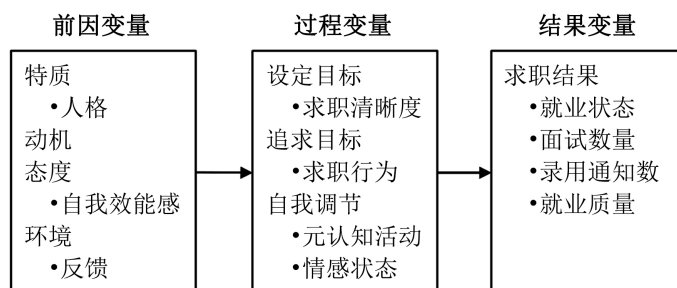 前因变量
特质
•人格
动机
态度
•自我效能感
环境
•反馈
过程变量
设定目标
•求职清晰度
追求目标
•求职行为
自我调节
•元认知活动
•情感状态
结果变量
求职结果
•就业状态
•面试数量
•录用通知数
•就业质量